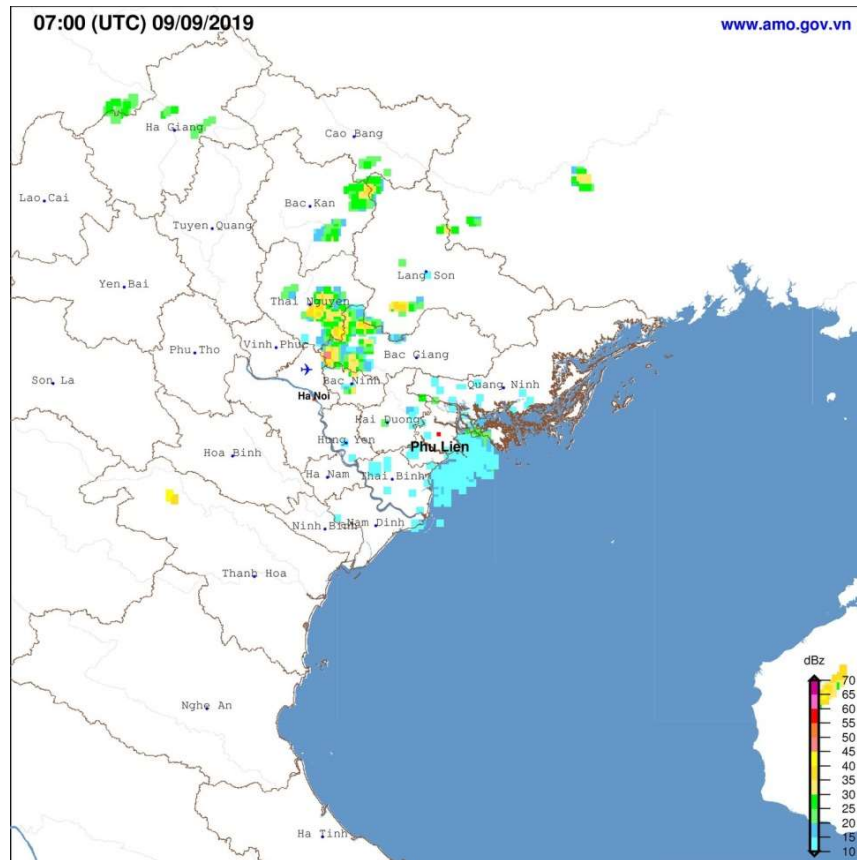 07:00 (UTC) 09/09/2019
www.amo.gov.vn
Ha Giang
Cao Bang
Lao Cai
Bac Kan
Tuyen Quang
Lang Son
Yen Bai
Thai Nguyen
Vinh Phuc
Phu Tho
Bac Giang
Son La
Bac Ninh
Quang Ninh
Ha Noi
Hai Duong
Hung Yen
Phu Lien
Hoa Binh
Ha Nam
Thai Binh
Ninh Binh
Nam Dinh
Thanh Hoa
Nghe An
Ha Tinh
dBz
70
65
60
55
50
45
40
35
30
25
20
15
10